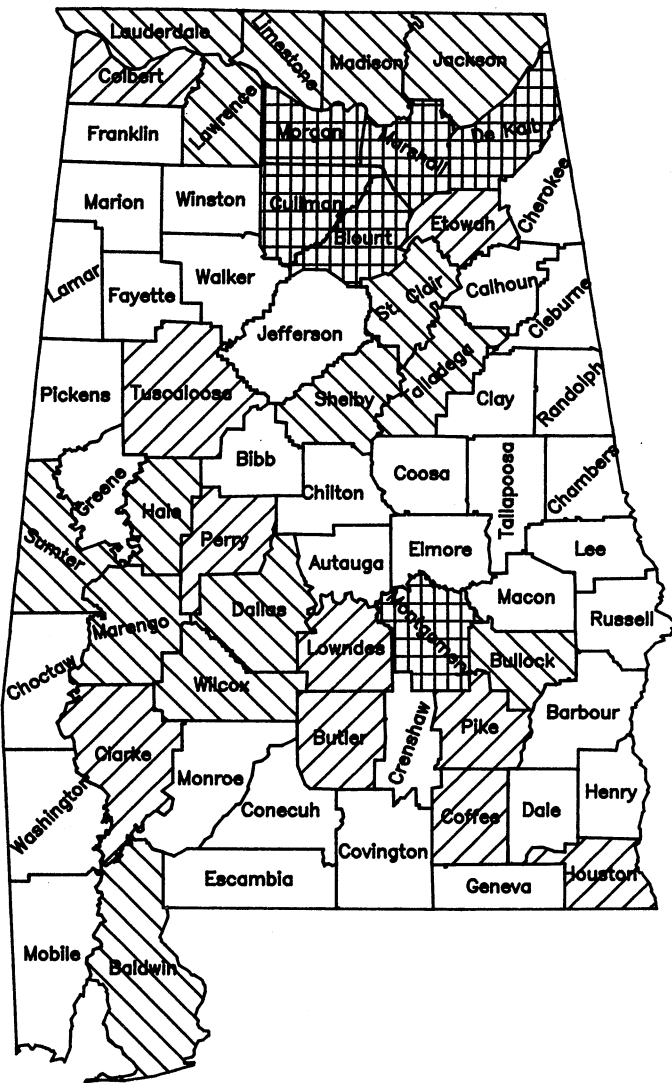 Lauderdale
Limestone
Madison
Jackson
Colbert
Lawrence
Franklin
Morgan
Marshall
De Kalb
Cherokee
Marion
Winston
Cullman
Blount
Etowah
Lamar
Fayette
Walker
Jefferson
St. Clair
Calhoun
Cleburne
Pickens
Tuscaloosa
Shelby
Talladega
Clay
Randolph
Bibb
Greene
Hale
Chilton
Coosa
Tallapoosa
Chambers
Sumter
Perry
Autauga
Elmore
Lee
Marengo
Dallas
Lowndes
Montgomery
Macon
Russell
Choctaw
Wilcox
Bullock
Clarke
Butler
Crenshaw
Pike
Barbour
Washington
Monroe
Conecuh
Covington
Coffee
Dale
Henry
Escambia
Geneva
Houston
Mobile
Baldwin